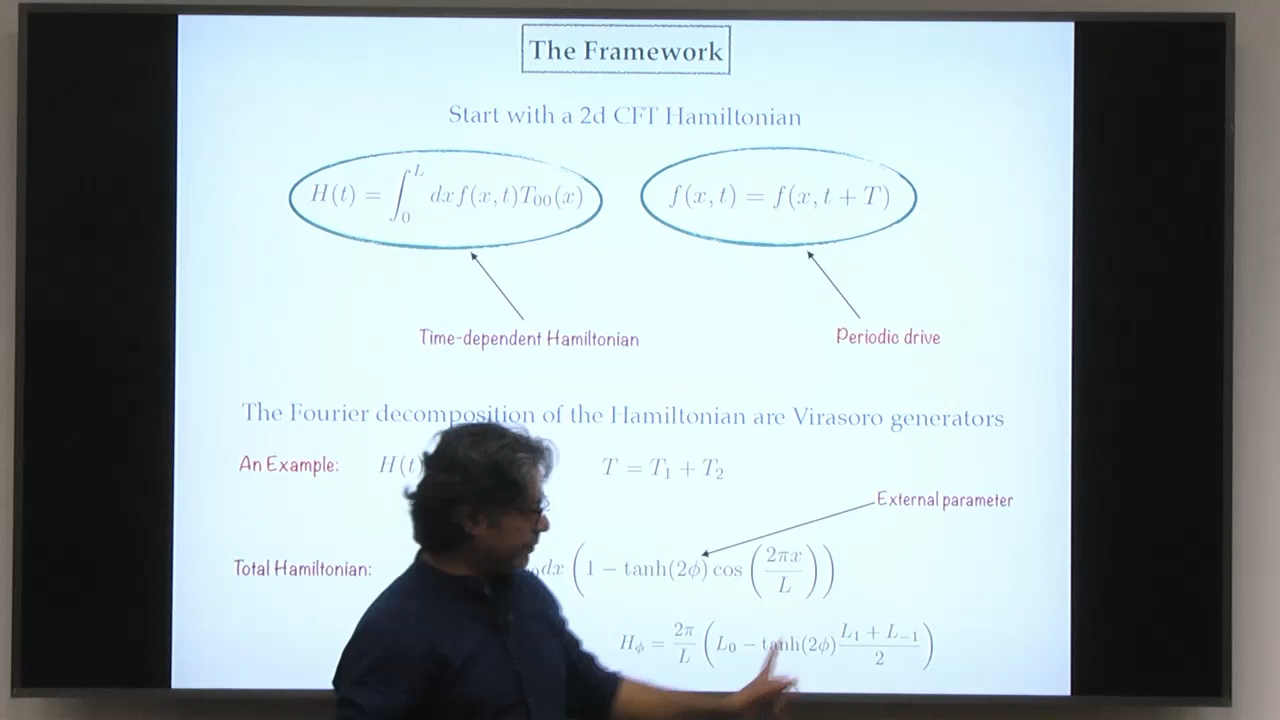 The Framework
Start with a 2d CFT Hamiltonian
H(t) = ∫₀ᴸ dx f(x,t)T₀₀(x)    f(x,t) = f(x,t+T)
Time-dependent Hamiltonian    Periodic drive
The Fourier decomposition of the Hamiltonian are Virasoro generators
An Example:    H(t)    T = T₁ + T₂
External parameter
Total Hamiltonian:    dx (1 − tanh(2ϕ) cos (2πx/L))
H_ϕ = 2π/L (L₀ − tanh(2ϕ) (L₁ + L₋₁)/2)